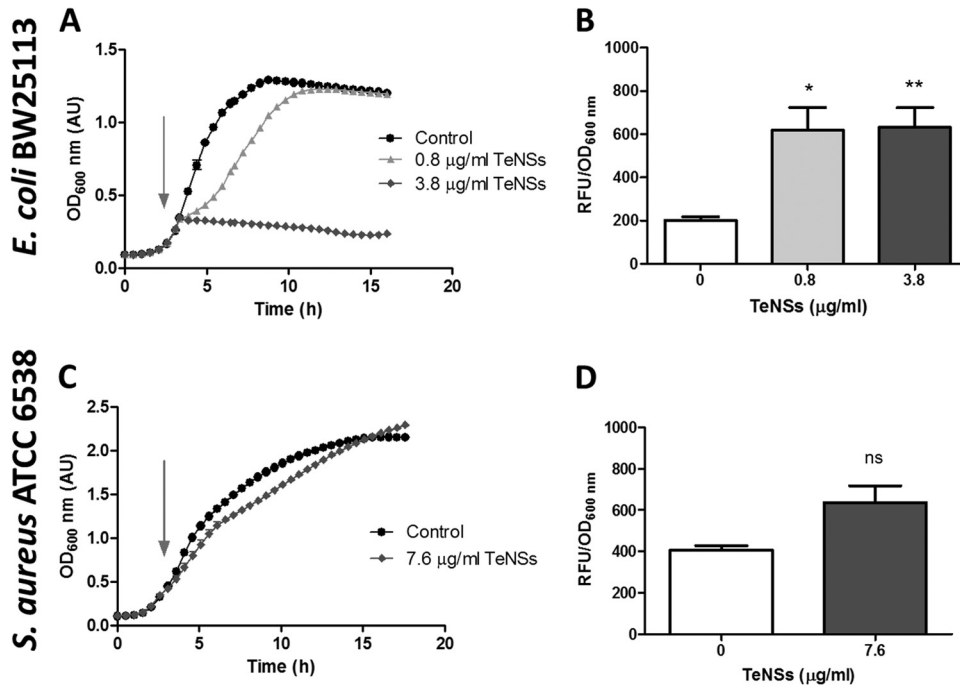 E. coli BW25113
A
OD600 nm (AU)
1.5
1.0
0.5
0.0
0 5 10 15 20
Time (h)
Control
0.8 μg/ml TeNSs
3.8 μg/ml TeNSs
B
RFU/OD600 nm
1000
800
600
400
200
0
*
**
0 0.8 3.8
TeNSs (μg/ml)
S. aureus ATCC 6538
C
OD600 nm (AU)
2.5
2.0
1.5
1.0
0.5
0.0
0 5 10 15 20
Time (h)
Control
7.6 μg/ml TeNSs
D
RFU/OD600 nm
1000
800
600
400
200
0
ns
0 7.6
TeNSs (μg/ml)